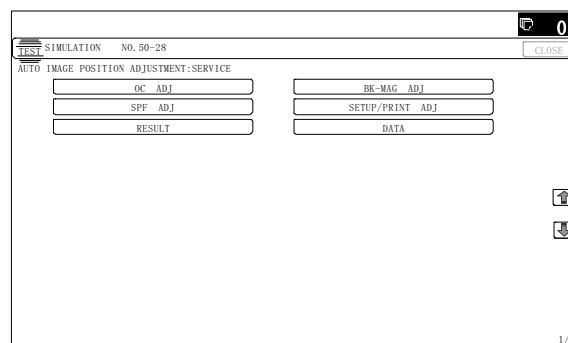 0
TEST SIMULATION NO. 50-28 CLOSE
AUTO IMAGE POSITION ADJUSTMENT:SERVICE
OC ADJ BK-MAG ADJ
SPF ADJ SETUP/PRINT ADJ
RESULT DATA
1/